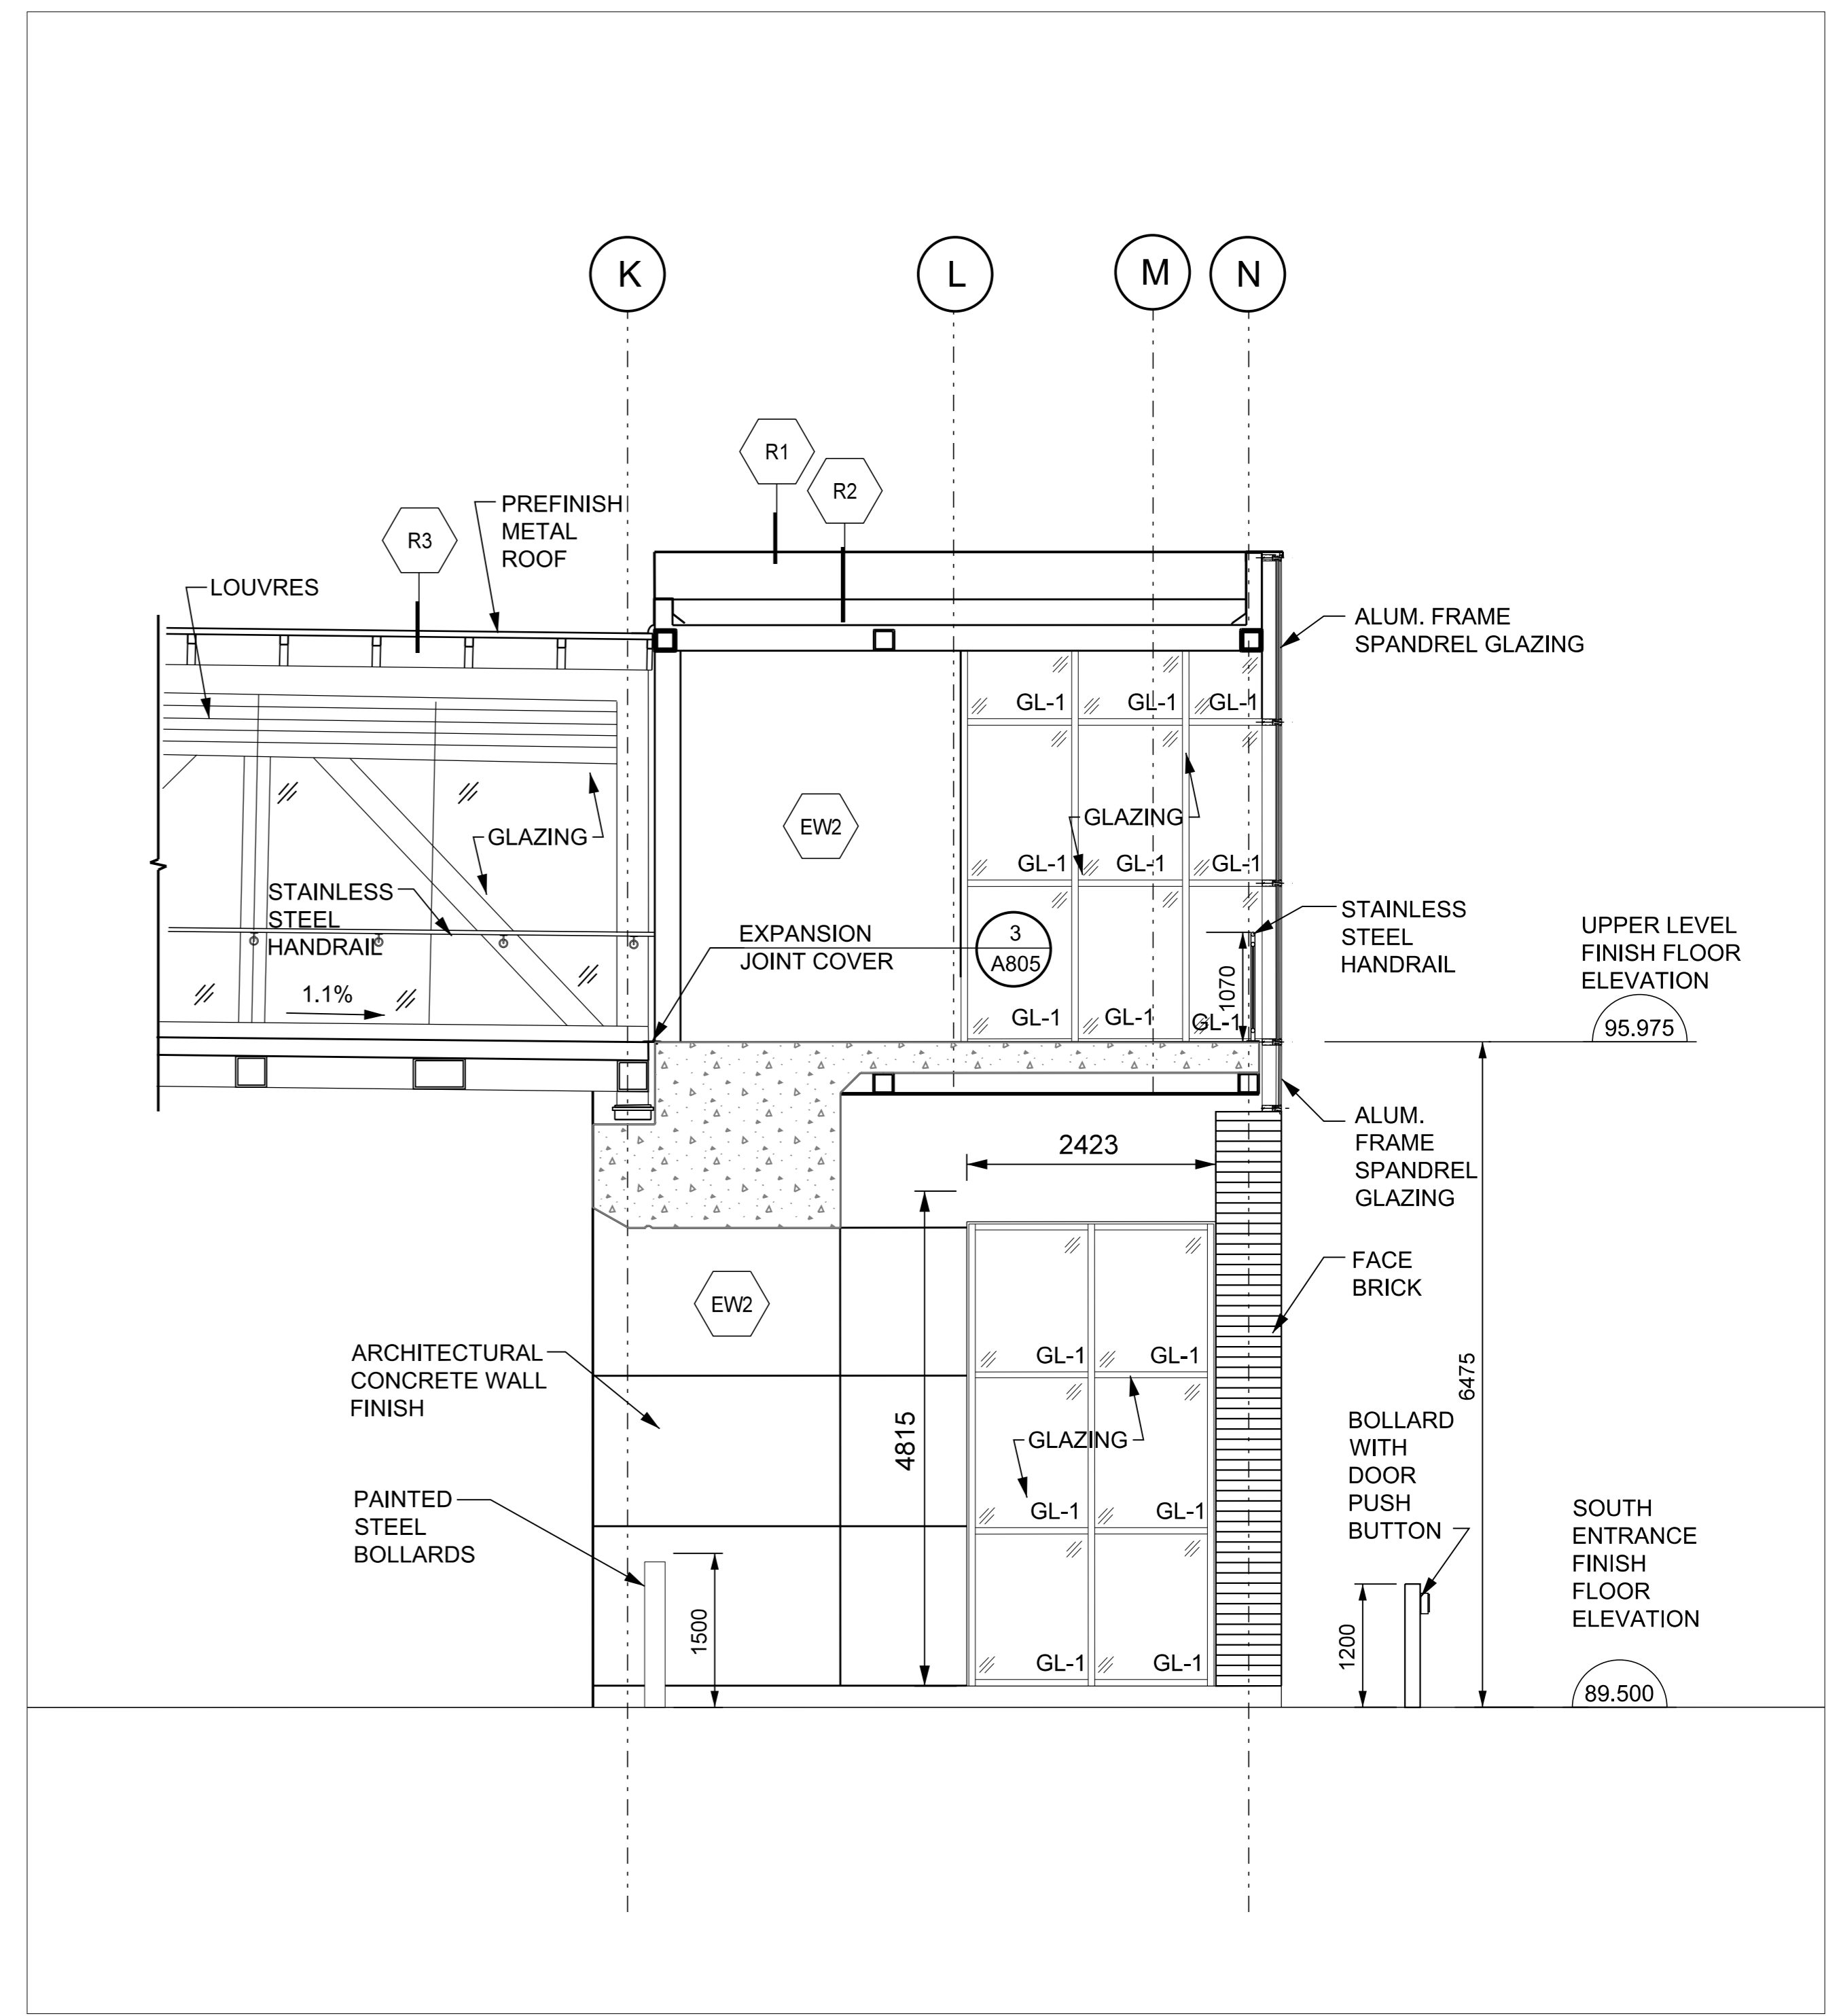 K
L
M
N
R1
R2
R3
PREFINISH
METAL
ROOF
LOUVRES
ALUM. FRAME
SPANDREL GLAZING
GL-1
GL-1
GL-1
GLAZING
EW2
GLAZING
GL-1
GL-1
GL-1
STAINLESS
STEEL
HANDRAIL
EXPANSION
JOINT COVER
3
A805
STAINLESS
STEEL
HANDRAIL
UPPER LEVEL
FINISH FLOOR
ELEVATION
95.975
1.1%
1070
GL-1
GL-1
GL-1
2423
ALUM.
FRAME
SPANDREL
GLAZING
FACE
BRICK
EW2
ARCHITECTURAL
CONCRETE WALL
FINISH
GL-1
GL-1
6475
4815
GLAZING
BOLLARD
WITH
DOOR
PUSH
BUTTON
PAINTED
STEEL
BOLLARDS
GL-1
GL-1
SOUTH
ENTRANCE
FINISH
FLOOR
ELEVATION
1500
1200
GL-1
GL-1
89.500